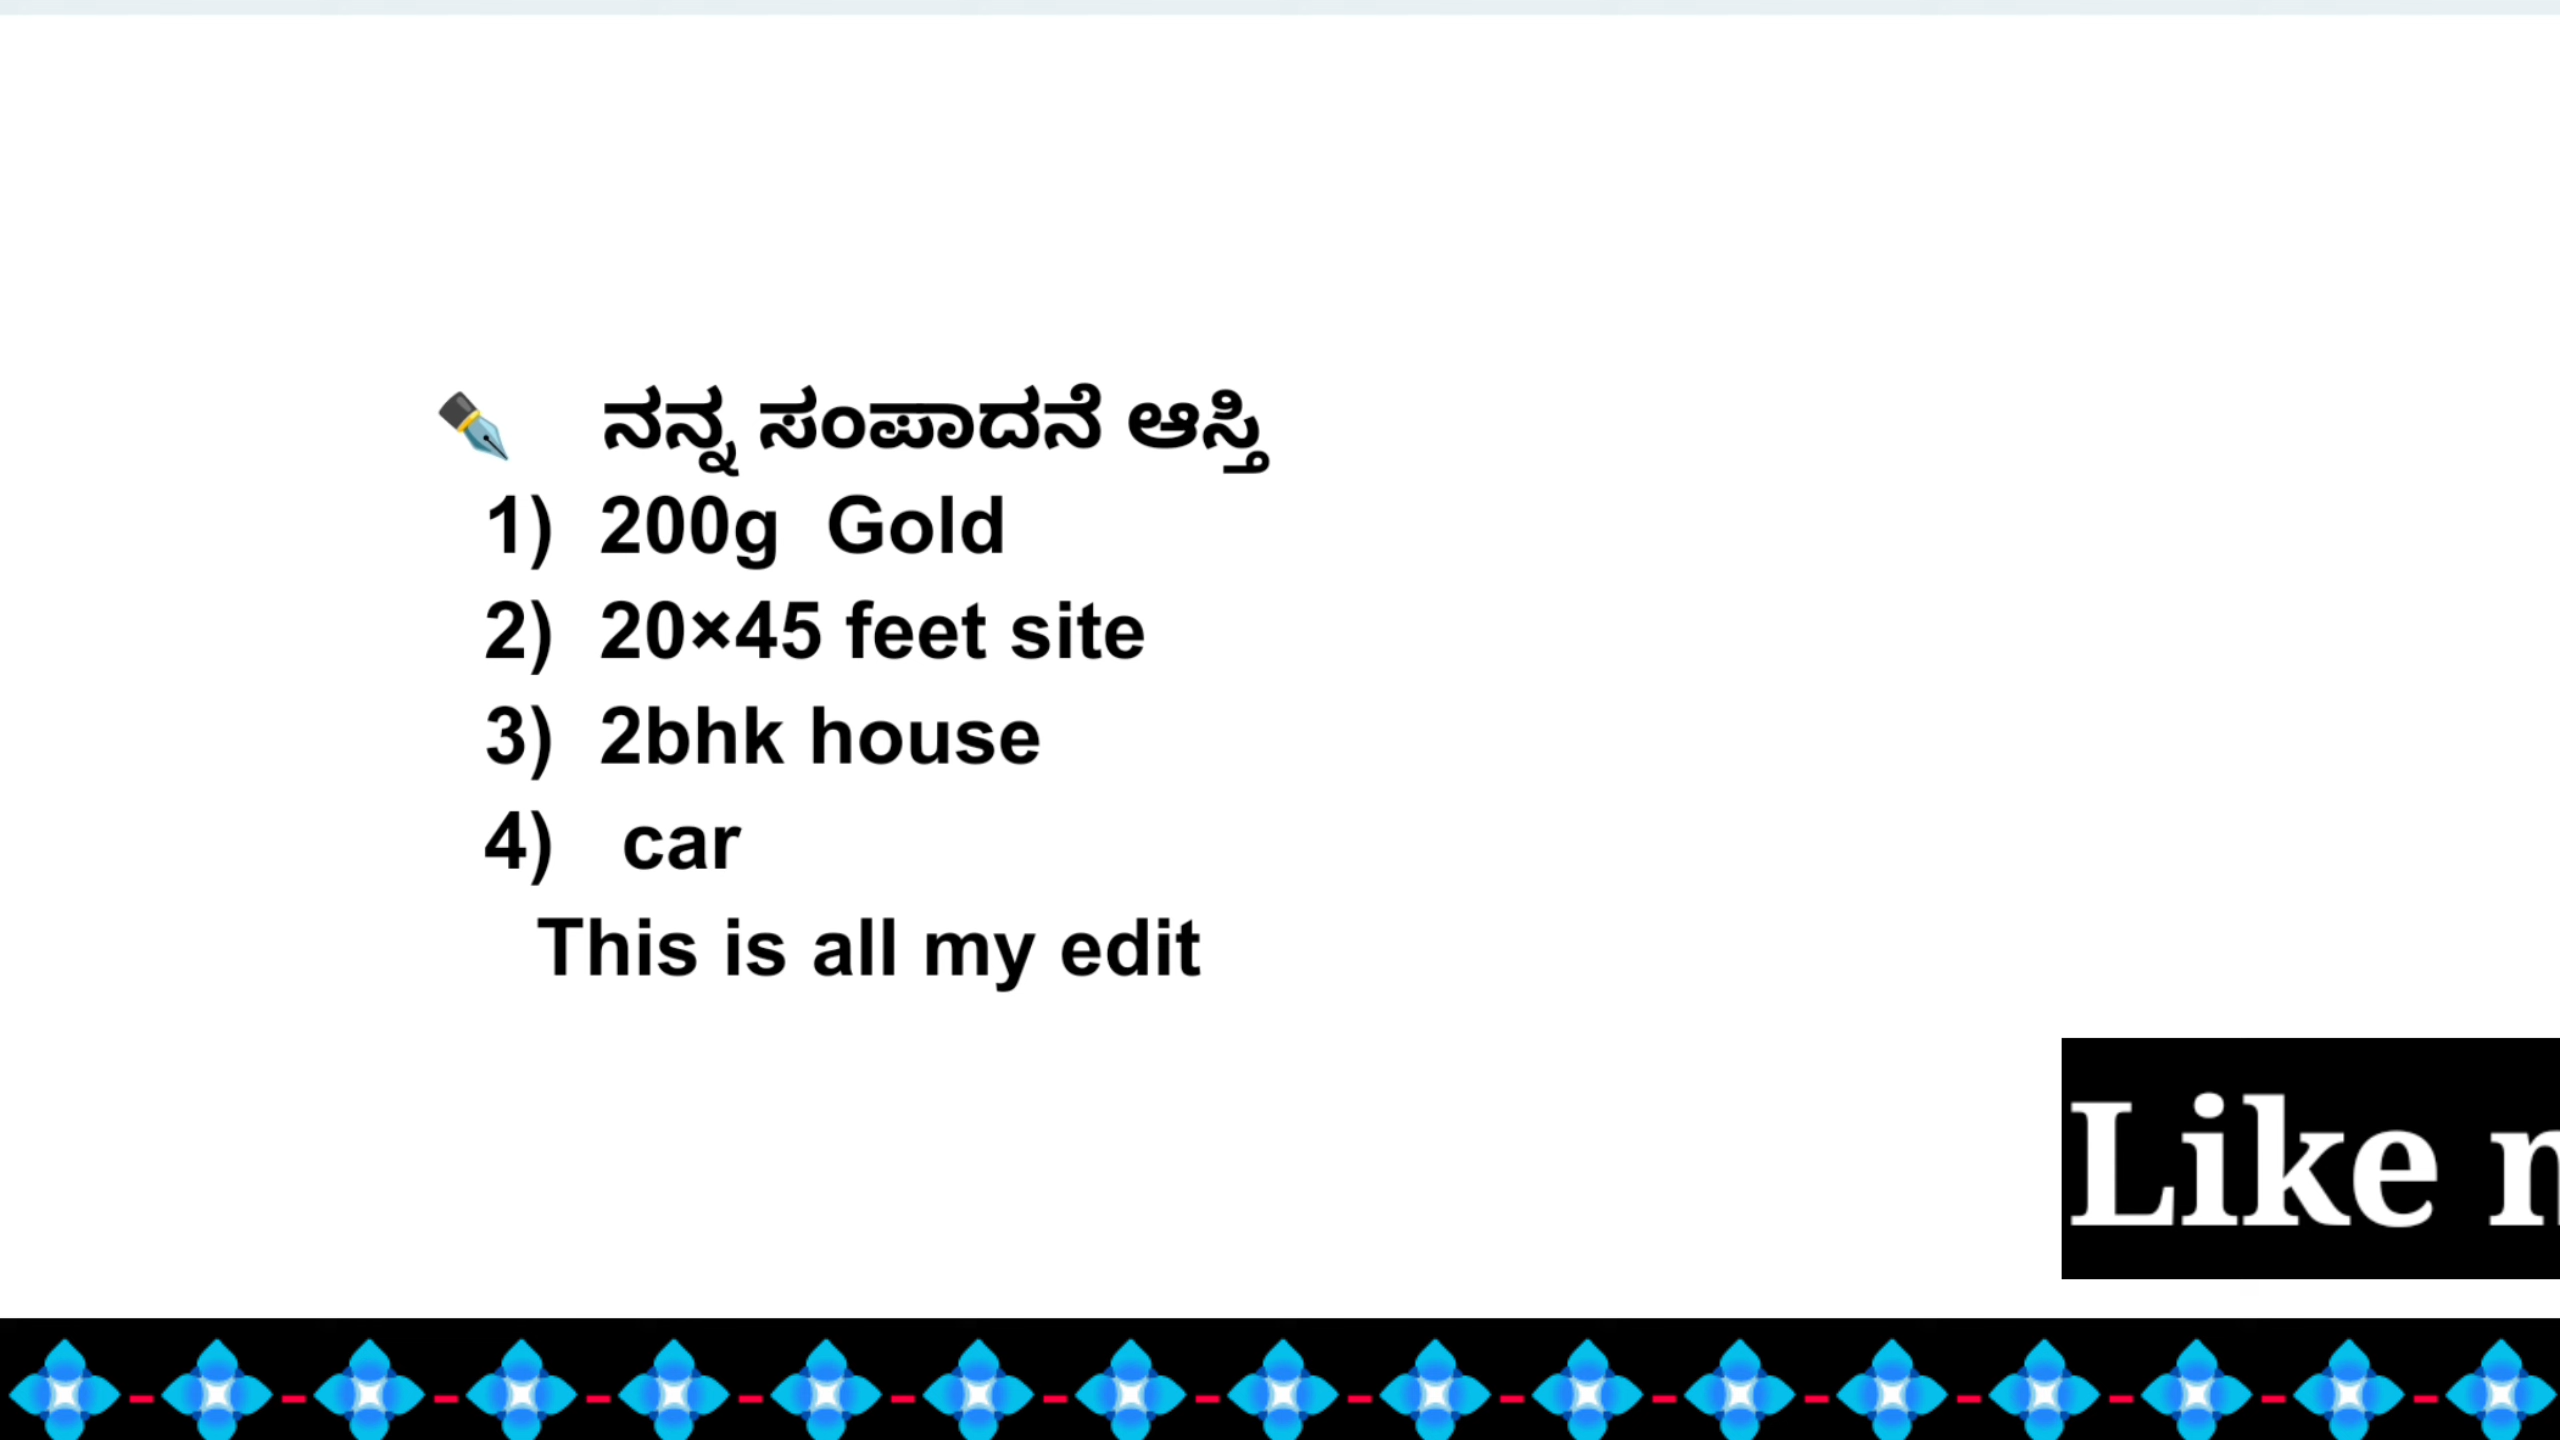 ✒️ ನನ್ನ ಸಂಪಾದನೆ ಆಸ್ತಿ
1) 200g Gold
2) 20×45 feet site
3) 2bhk house
4) car
This is all my edit
Like